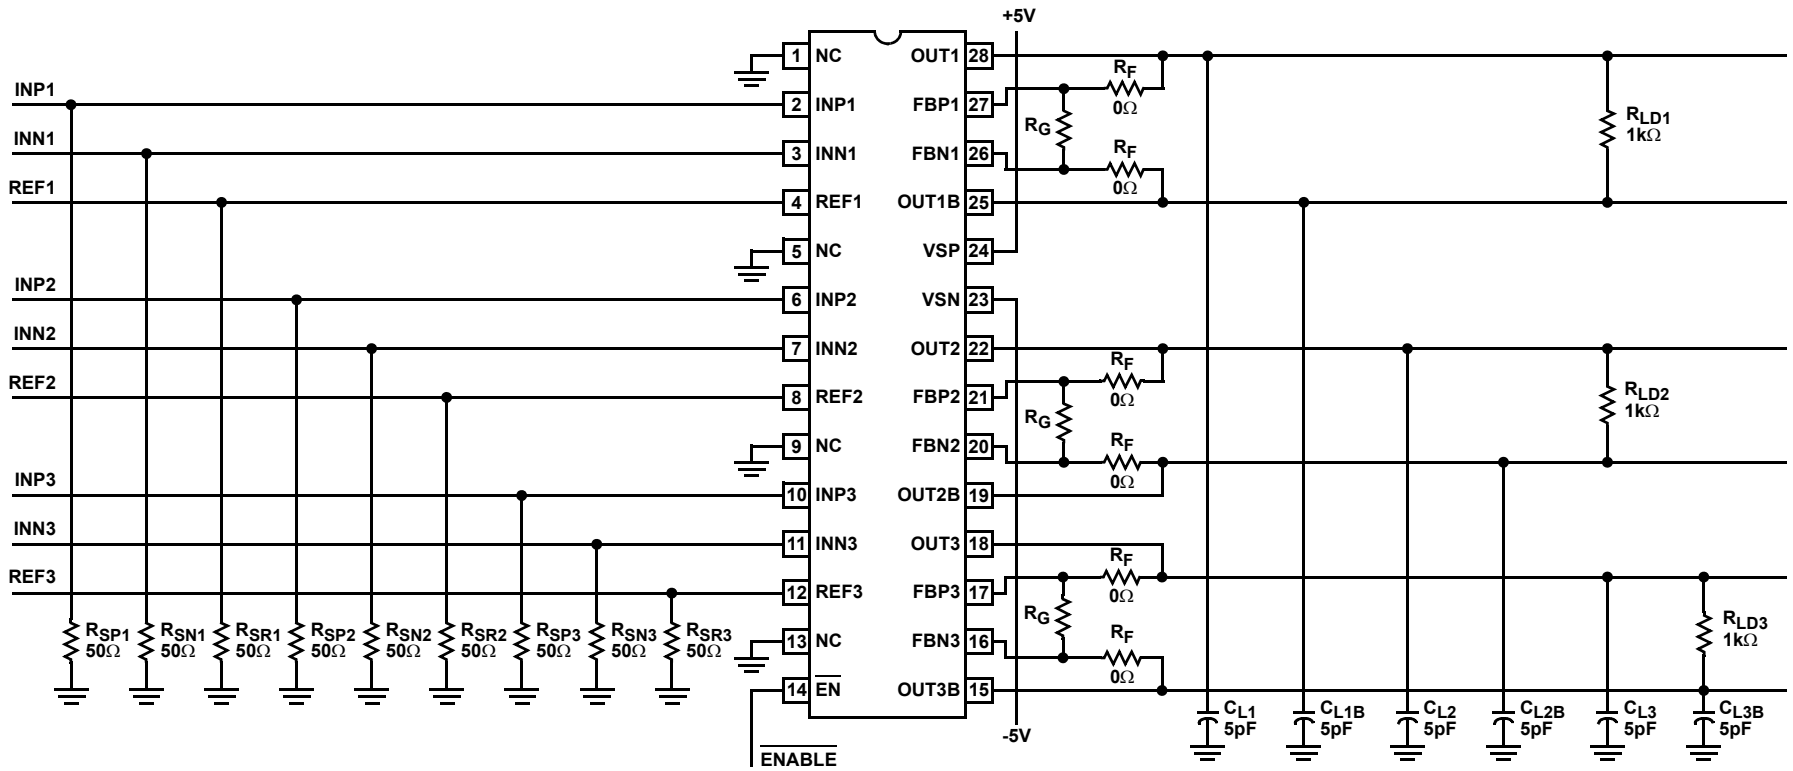 +5V
1 NC OUT1 28
RF
0Ω
INP1
2 INP1 FBP1 27
RG
RLD1
1kΩ
INN1
3 INN1 FBN1 26
RF
0Ω
REF1
4 REF1 OUT1B 25
5 NC VSP 24
INP2
6 INP2 VSN 23
INN2
7 INN2 OUT2 22
RF
0Ω
REF2
8 REF2 FBP2 21
RG
RLD2
1kΩ
9 NC FBN2 20
RF
0Ω
INP3
10 INP3 OUT2B 19
INN3
11 INN3 OUT3 18
RF
0Ω
REF3
12 REF3 FBP3 17
RG
RSP1
50Ω
RSN1
50Ω
RSR1
50Ω
RSP2
50Ω
RSN2
50Ω
RSR2
50Ω
RSP3
50Ω
RSN3
50Ω
RSR3
50Ω
13 NC FBN3 16
RF
0Ω
RLD3
1kΩ
14 EN OUT3B 15
CL1
5pF
CL1B
5pF
CL2
5pF
CL2B
5pF
CL3
5pF
CL3B
5pF
-5V
ENABLE